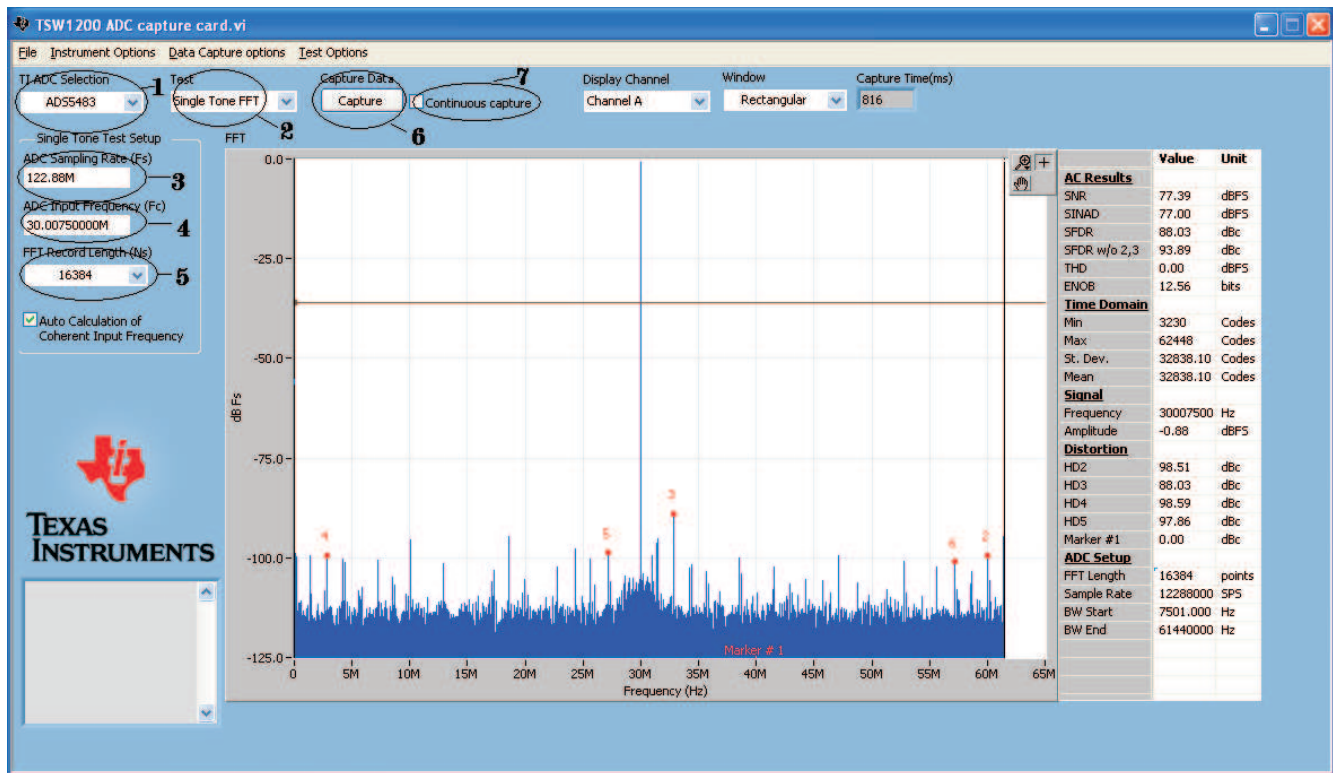 TSW1200 ADC capture card.vi
File Instrument Options Data Capture options Test Options
TI ADC Selection
ADS5483
1
Test
Single Tone FFT
2
Capture Data
Capture
6
7
Continuous capture
Display Channel
Channel A
Window
Rectangular
Capture Time(ms)
816
Single Tone Test Setup
ADC Sampling Rate (Fs)
122.88M
3
ADC Input Frequency (Fc)
30.00750000M
4
FFT Record Length (Ns)
16384
5
Auto Calculation of
Coherent Input Frequency
TEXAS
INSTRUMENTS
FFT
dB Fs
0.0
-25.0
-50.0
-75.0
-100.0
-125.0
4
5
3
6
2
Marker # 1
0 5M 10M 15M 20M 25M 30M 35M 40M 45M 50M 55M 60M 65M
Frequency (Hz)
Value Unit
AC Results
SNR 77.39 dBFS
SINAD 77.00 dBFS
SFDR 88.03 dBc
SFDR w/o 2,3 93.89 dBc
THD 0.00 dBFS
ENOB 12.56 bits
Time Domain
Min 3230 Codes
Max 62448 Codes
St. Dev. 32838.10 Codes
Mean 32838.10 Codes
Signal
Frequency 30007500 Hz
Amplitude -0.88 dBFS
Distortion
HD2 98.51 dBc
HD3 88.03 dBc
HD4 98.59 dBc
HD5 97.86 dBc
Marker #1 0.00 dBc
ADC Setup
FFT Length 16384 points
Sample Rate 12288000 SPS
BW Start 7501.000 Hz
BW End 61440000 Hz